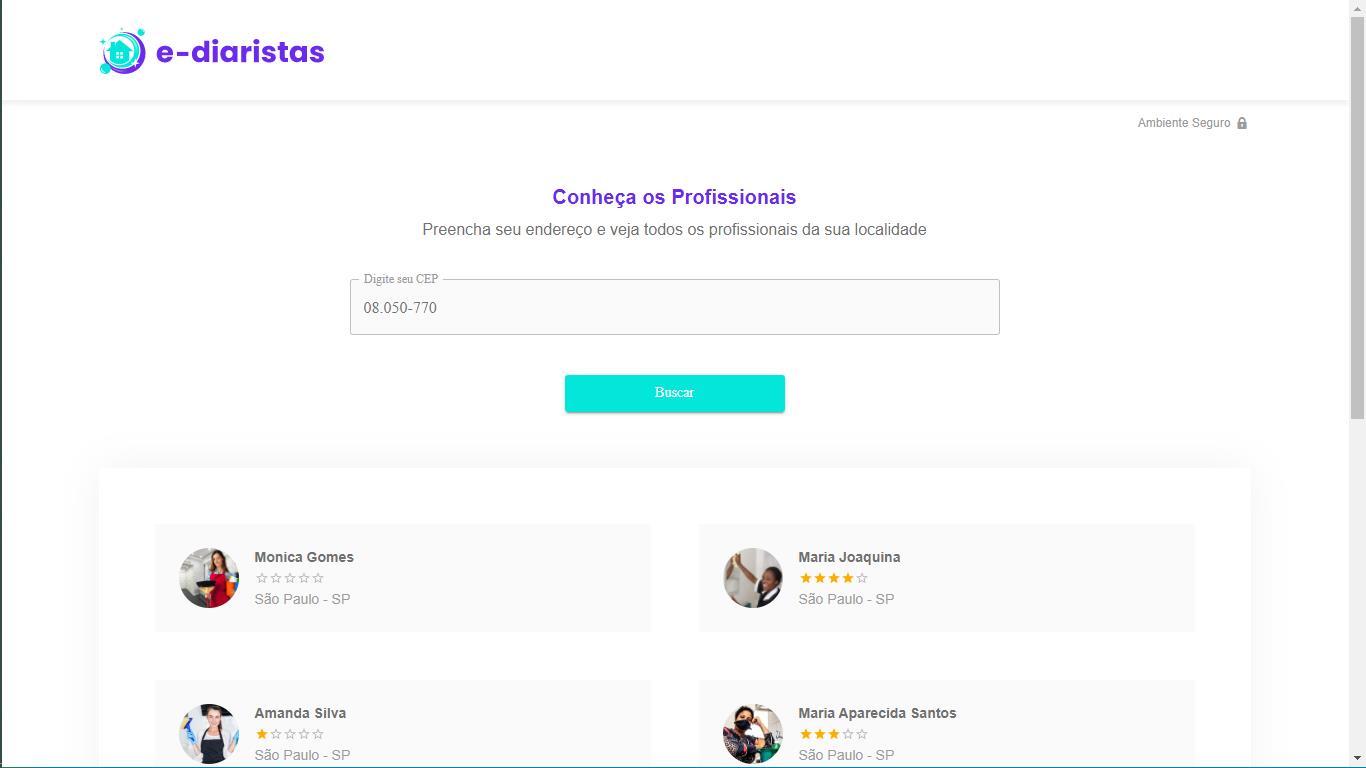 e-diaristas
Ambiente Seguro
Conheça os Profissionais
Preencha seu endereço e veja todos os profissionais da sua localidade
Digite seu CEP
08.050-770
Buscar
Monica Gomes
São Paulo - SP
Maria Joaquina
São Paulo - SP
Amanda Silva
São Paulo - SP
Maria Aparecida Santos
São Paulo - SP